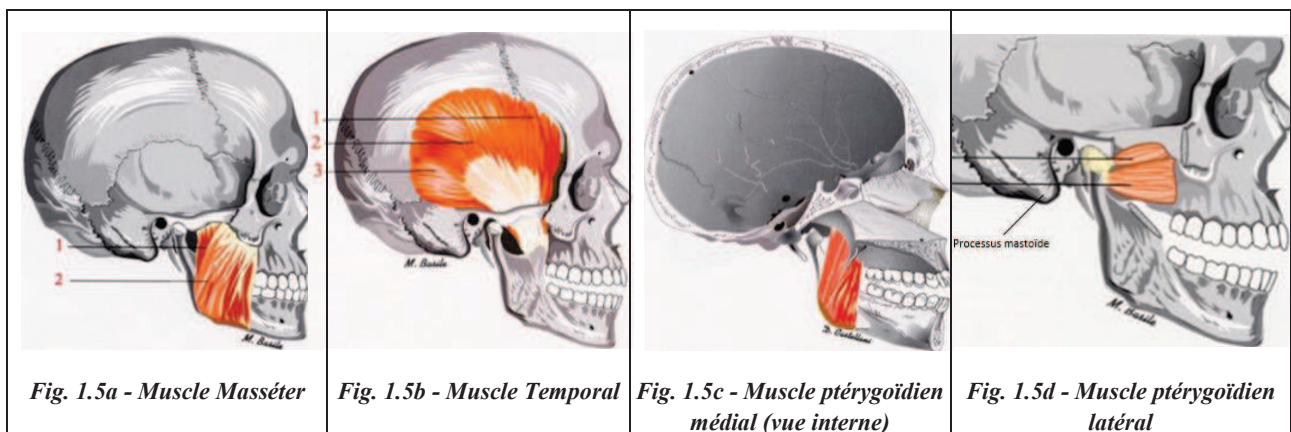 1
2
M. Basile
1
2
3
M. Basile
D. Castellani
Processus mastoïde
M. Basile
Fig. 1.5a - Muscle Masséter
Fig. 1.5b - Muscle Temporal
Fig. 1.5c - Muscle ptérygoïdien
médial (vue interne)
Fig. 1.5d - Muscle ptérygoïdien
latéral